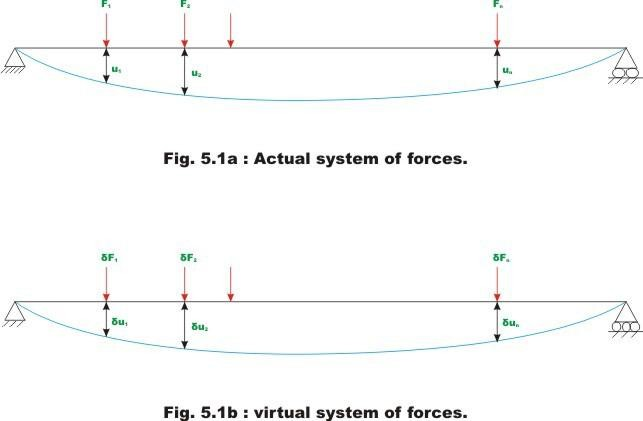 F₁ F₂ Fₙ
u₁ u₂ uₙ
Fig. 5.1a : Actual system of forces.
δF₁ δF₂ δFₙ
δu₁ δu₂ δuₙ
Fig. 5.1b : virtual system of forces.